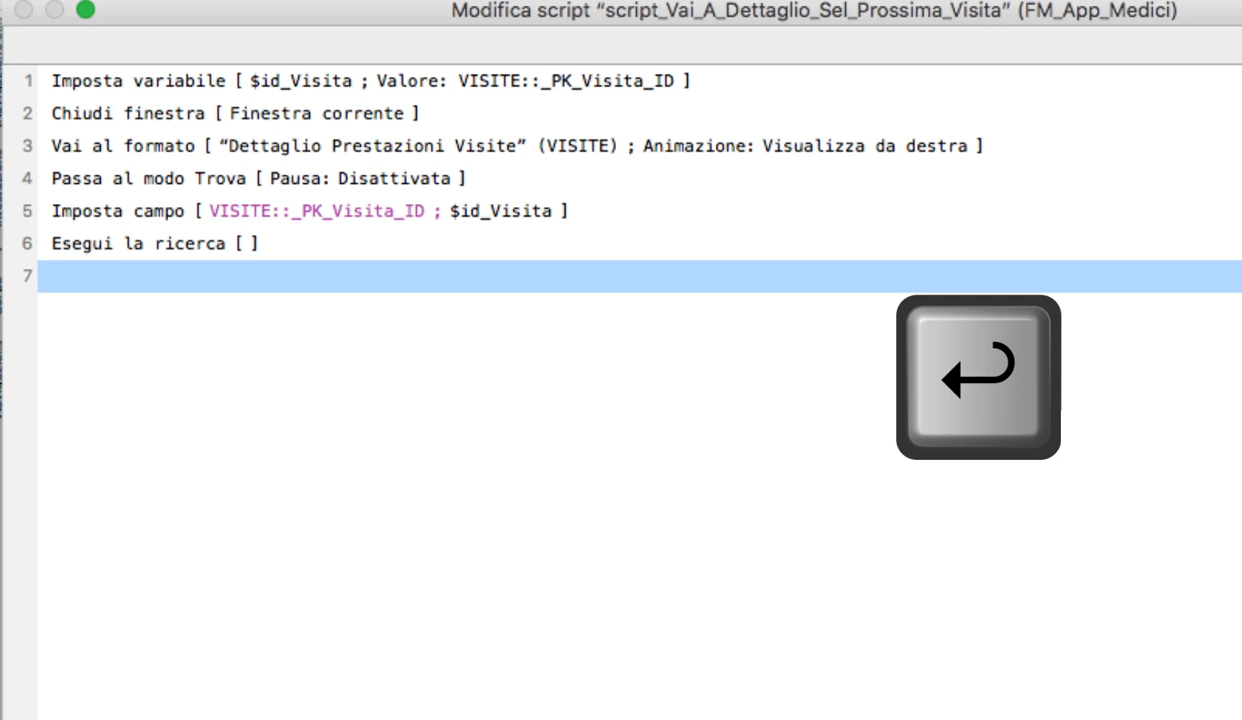 Modifica script “script_Vai_A_Dettaglio_Sel_Prossima_Visita” (FM_App_Medici)
1 Imposta variabile [ $id_Visita ; Valore: VISITE::_PK_Visita_ID ]
2 Chiudi finestra [ Finestra corrente ]
3 Vai al formato [ “Dettaglio Prestazioni Visite” (VISITE) ; Animazione: Visualizza da destra ]
4 Passa al modo Trova [ Pausa: Disattivata ]
5 Imposta campo [ VISITE::_PK_Visita_ID ; $id_Visita ]
6 Esegui la ricerca [ ]
7